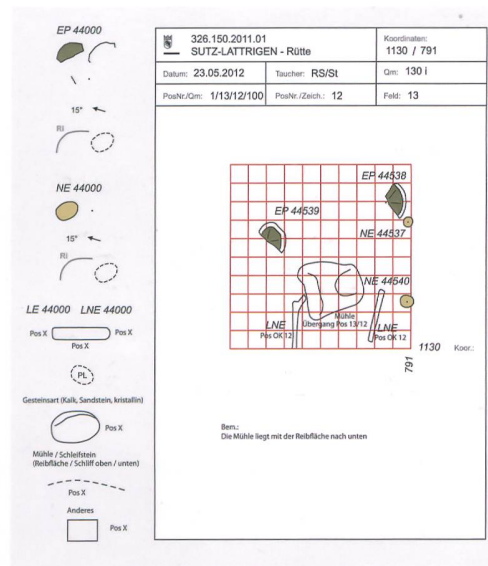 EP 44000
15°
RI
NE 44000
15°
RI
LE 44000 LNE 44000
Pos X Pos X
Pos X
PL
Gesteinsart (Kalk, Sandstein, kristallin)
Pos X
Mühle / Schleifstein
(Reibfläche / Schliff oben / unten)
Pos X
Anderes
Pos X
326.150.2011.01
SUTZ-LATTRIGEN - Rütte
Koordinaten:
1130 / 791
Datum: 23.05.2012 Taucher: RS/St Qm: 130 i
PosNr./Qm: 1/13/12/100 PosNr./Zeich.: 12 Feld: 13
EP 44538
EP 44539
NE 44537
NE 44540
Mühle
Übergang Pos 13/12
LNE
Pos OK 12
LNE
Pos OK 12
1130 Koor.:
791
Bem.:
Die Mühle liegt mit der Reibfläche nach unten